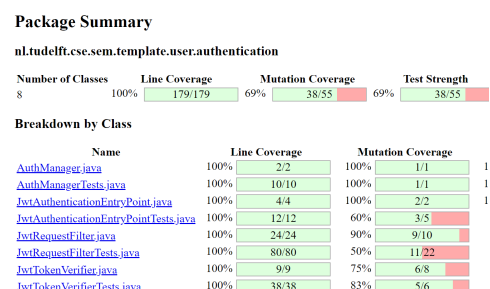 Package Summary
nl.tudelft.cse.sem.template.user.authentication
Number of Classes Line Coverage Mutation Coverage Test Strength
8 100% 179/179 69% 38/55 69% 38/55
Breakdown by Class
Name Line Coverage Mutation Coverage
AuthManager.java 100% 2/2 100% 1/1 1
AuthManagerTests.java 100% 10/10 100% 1/1 1
JwtAuthenticationEntryPoint.java 100% 4/4 100% 2/2 1
JwtAuthenticationEntryPointTests.java 100% 12/12 60% 3/5
JwtRequestFilter.java 100% 24/24 90% 9/10
JwtRequestFilterTests.java 100% 80/80 50% 11/22
JwtTokenVerifier.java 100% 9/9 75% 6/8
JwtTokenVerifierTests.java 100% 38/38 83% 5/6